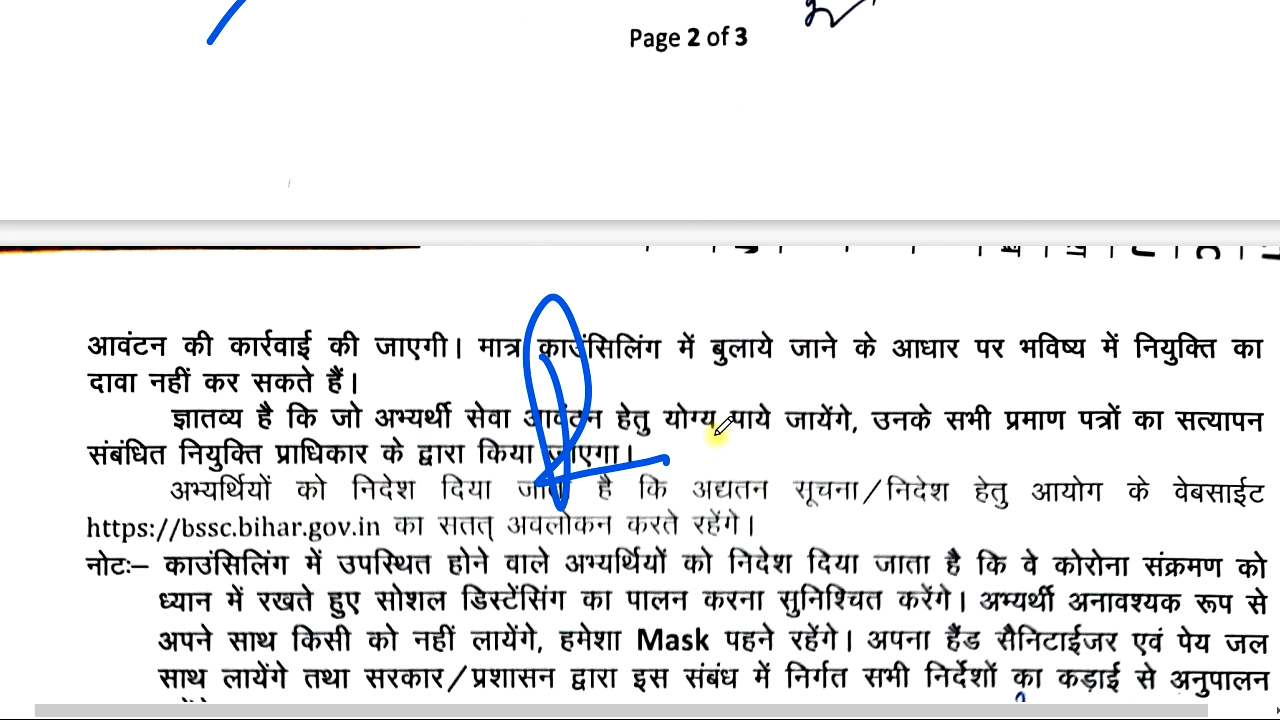 Page 2 of 3
आवंटन की कार्रवाई की जाएगी। मात्र काउंसिलिंग में बुलाये जाने के आधार पर भविष्य में नियुक्ति का
दावा नहीं कर सकते हैं।
ज्ञातव्य है कि जो अभ्यर्थी सेवा आवंटन हेतु योग्य पाये जायेंगे, उनके सभी प्रमाण पत्रों का सत्यापन
संबंधित नियुक्ति प्राधिकार के द्वारा किया जाएगा।
अभ्यर्थियों को निदेश दिया जाता है कि अद्यतन सूचना/निदेश हेतु आयोग के वेबसाईट
https://bssc.bihar.gov.in का सतत् अवलोकन करते रहेंगे।
नोटः– काउंसिलिंग में उपस्थित होने वाले अभ्यर्थियों को निदेश दिया जाता है कि वे कोरोना संक्रमण को
ध्यान में रखते हुए सोशल डिस्टेंसिंग का पालन करना सुनिश्चित करेंगे। अभ्यर्थी अनावश्यक रूप से
अपने साथ किसी को नहीं लायेंगे, हमेशा Mask पहने रहेंगे। अपना हैंड सैनिटाईजर एवं पेय जल
साथ लायेंगे तथा सरकार/प्रशासन द्वारा इस संबंध में निर्गत सभी निर्देशों का कड़ाई से अनुपालन